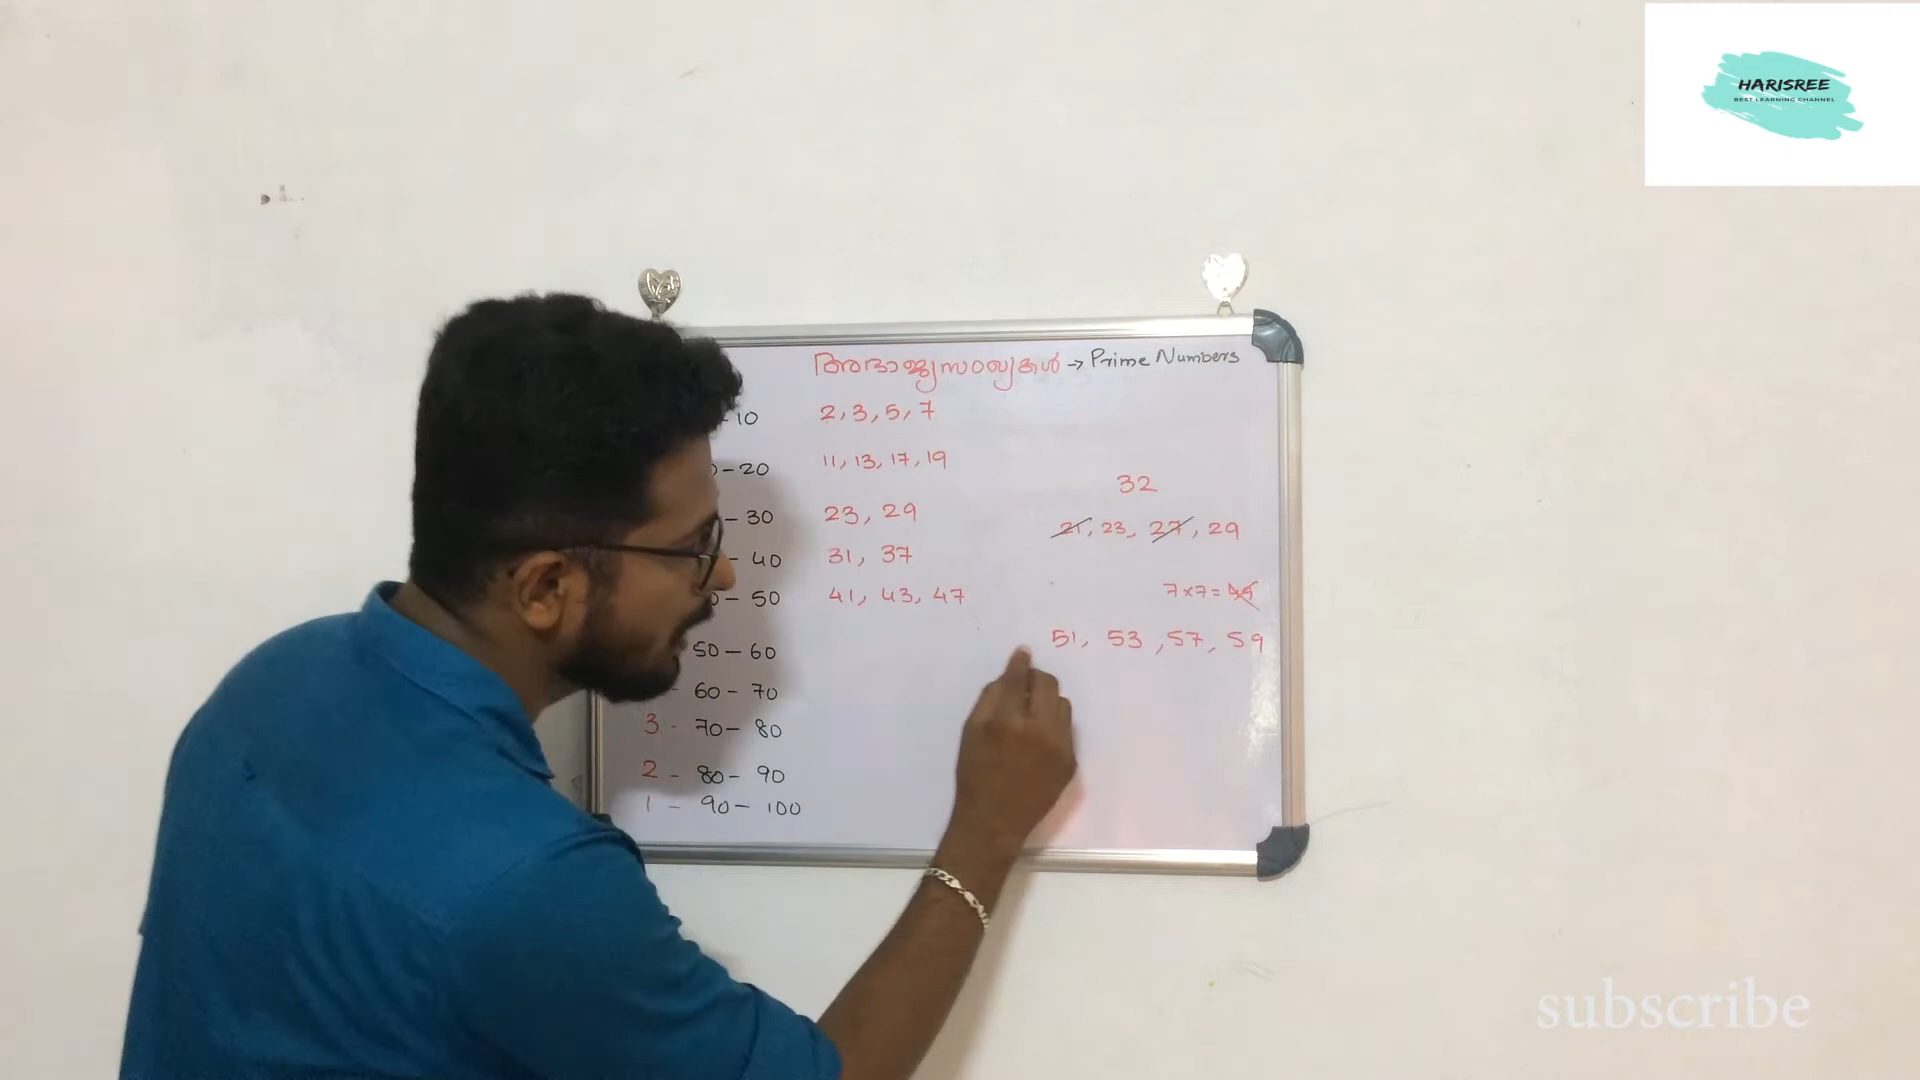 HARISREE
BEST LEARNING CHANNEL
അഭാജ്യസംഖ്യകൾ → Prime Numbers
-10 2, 3, 5, 7
-20 11, 13, 17, 19
32
- 30 23, 29
21, 23, 27, 29
- 40 31, 37
- 50 41, 43, 47
7×7=49
50 - 60
51, 53, 57, 59
- 60 - 70
3 - 70 - 80
2 - 80 - 90
1 - 90 - 100
subscribe